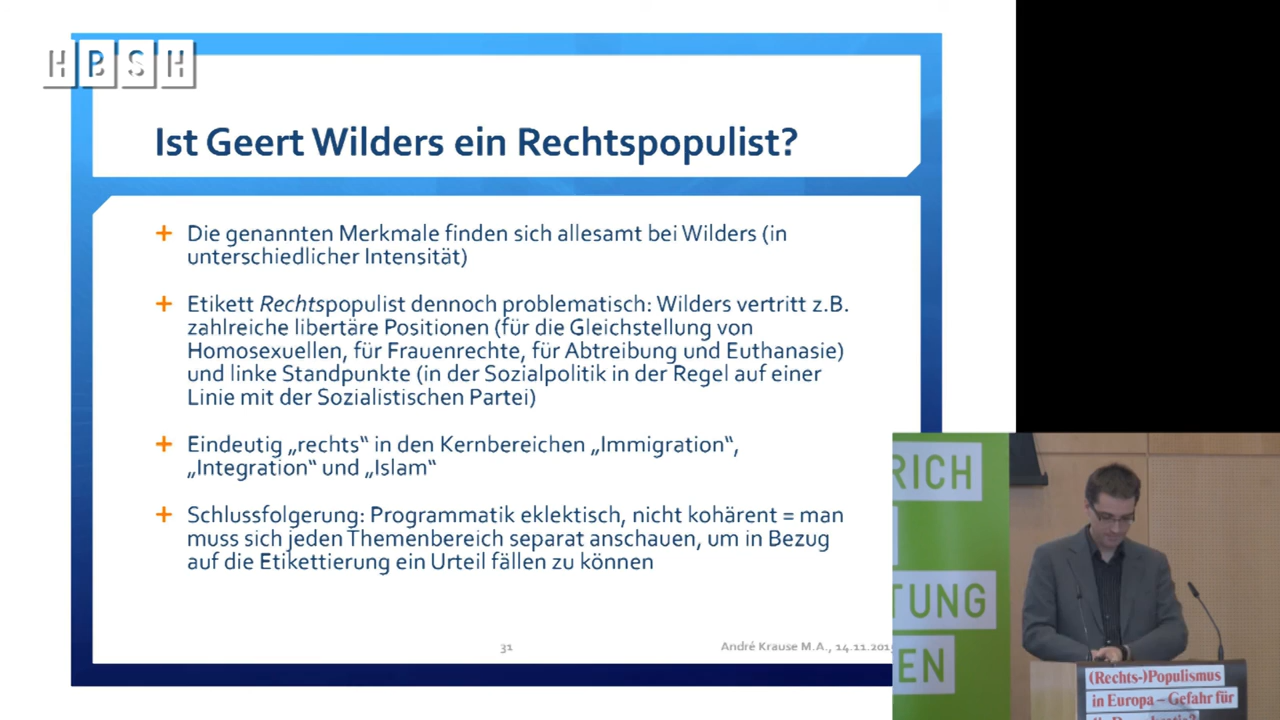 HBSH
Ist Geert Wilders ein Rechtspopulist?
+ Die genannten Merkmale finden sich allesamt bei Wilders (in
unterschiedlicher Intensität)
+ Etikett Rechtspopulist dennoch problematisch: Wilders vertritt z.B.
zahlreiche libertäre Positionen (für die Gleichstellung von
Homosexuellen, für Frauenrechte, für Abtreibung und Euthanasie)
und linke Standpunkte (in der Sozialpolitik in der Regel auf einer
Linie mit der Sozialistischen Partei)
+ Eindeutig „rechts“ in den Kernbereichen „Immigration“,
„Integration“ und „Islam“
+ Schlussfolgerung: Programmatik eklektisch, nicht kohärent = man
muss sich jeden Themenbereich separat anschauen, um in Bezug
auf die Etikettierung ein Urteil fällen zu können
31
André Krause M.A., 14.11.201
RICH
TUNG
EN
(Rechts-)Populismus
in Europa – Gefahr für